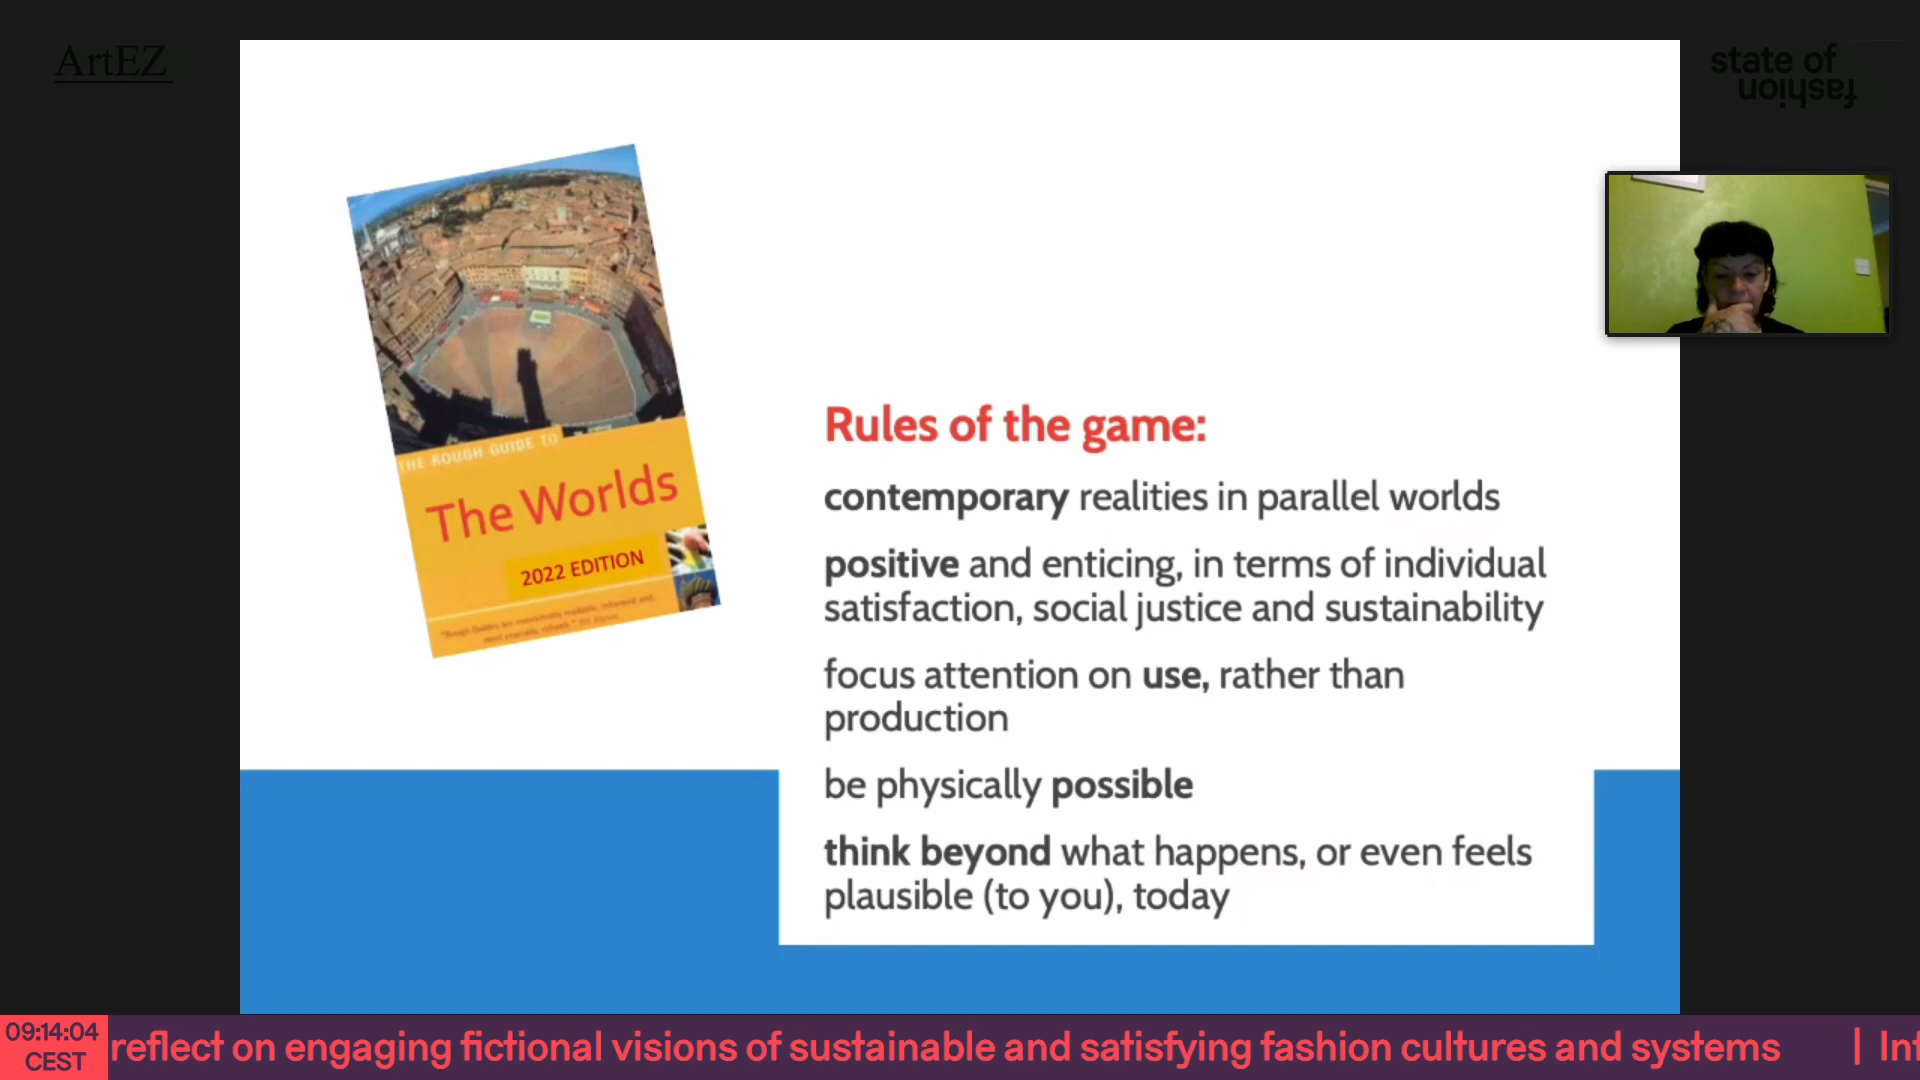 ArtEZ
state of
fashion
THE ROUGH GUIDE TO
The Worlds
2022 EDITION
Rules of the game:
contemporary realities in parallel worlds
positive and enticing, in terms of individual
satisfaction, social justice and sustainability
focus attention on use, rather than
production
be physically possible
think beyond what happens, or even feels
plausible (to you), today
09:14:04
CEST
reflect on engaging fictional visions of sustainable and satisfying fashion cultures and systems | Int